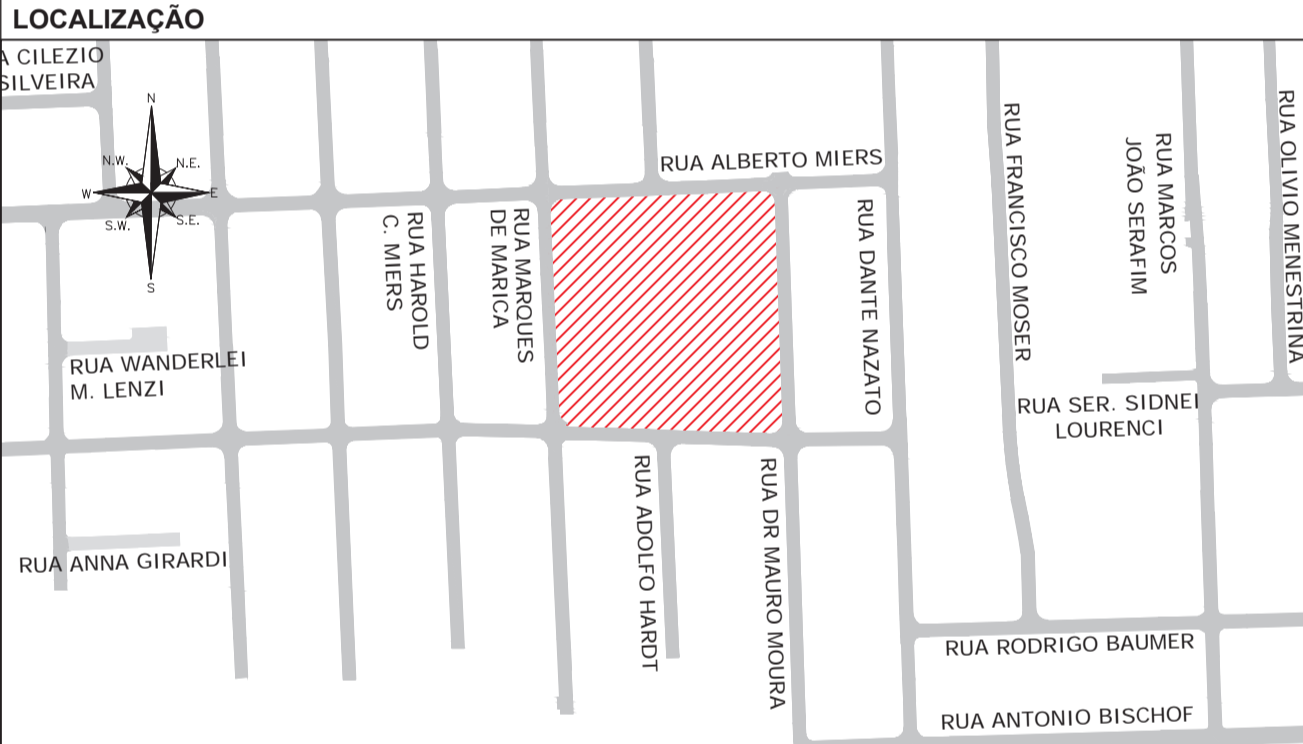 LOCALIZAÇÃO
A CILEZIO
SILVEIRA
N
N.W.
N.E.
W
E
S.W.
S.E.
S
RUA ALBERTO MIERS
RUA HAROLD
C. MIERS
RUA MARQUES
DE MARICA
RUA DANTE NAZATO
RUA FRANCISCO MOSER
RUA MARCOS
JOÃO SERAFIM
RUA OLIVIO MENESTRINA
RUA WANDERLEI
M. LENZI
RUA SER. SIDNEI
LOURENCI
RUA ANNA GIRARDI
RUA ADOLFO HARDT
RUA DR MAURO MOURA
RUA RODRIGO BAUMER
RUA ANTONIO BISCHOF